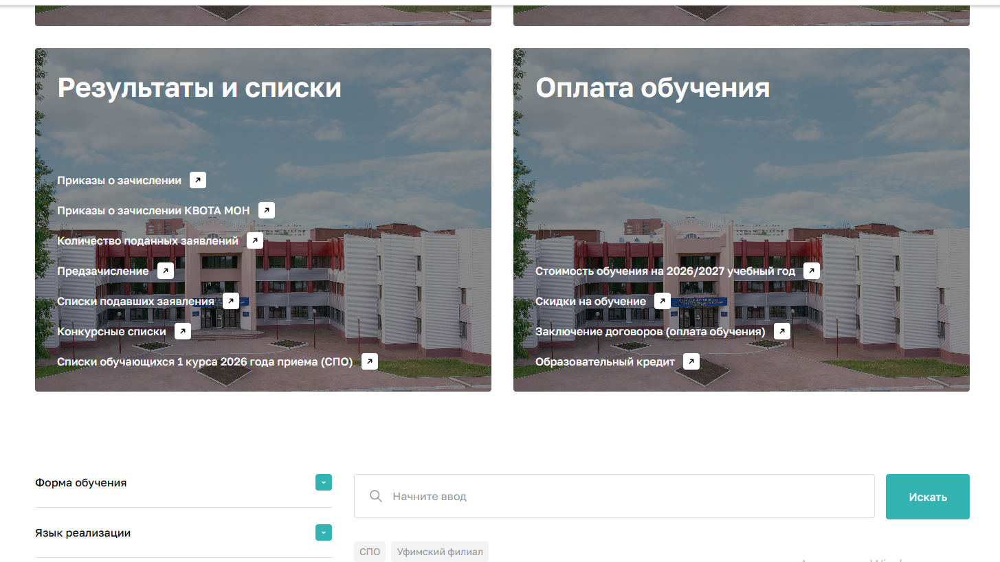 Результаты и списки
Приказы о зачислении
Приказы о зачислении КВОТА МОН
Количество поданных заявлений
Предзачисление
Списки подавших заявления
Конкурсные списки
Списки обучающихся 1 курса 2026 года приема (СПО)
Оплата обучения
Стоимость обучения на 2026/2027 учебный год
Скидки на обучение
Заключение договоров (оплата обучения)
Образовательный кредит
Форма обучения
Язык реализации
Начните ввод
Искать
СПО
Уфимский филиал